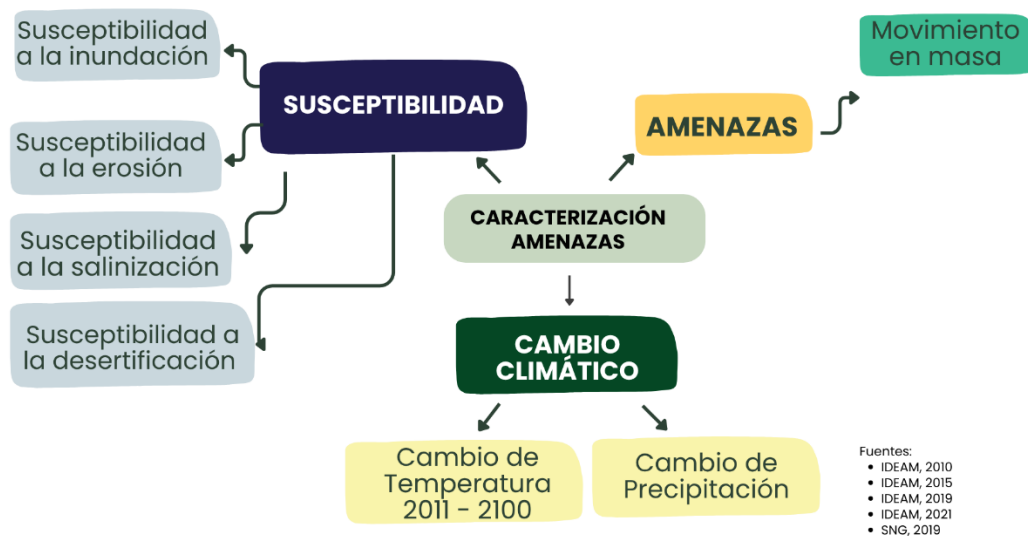 Susceptibilidad
a la inundación
SUSCEPTIBILIDAD
Movimiento
en masa
AMENAZAS
Susceptibilidad
a la erosión
CARACTERIZACIÓN
AMENAZAS
Susceptibilidad
a la salinización
Susceptibilidad a
la desertificación
CAMBIO
CLIMÁTICO
Cambio de
Temperatura
2011 - 2100
Cambio de
Precipitación
Fuentes:
• IDEAM, 2010
• IDEAM, 2015
• IDEAM, 2019
• IDEAM, 2021
• SNG, 2019